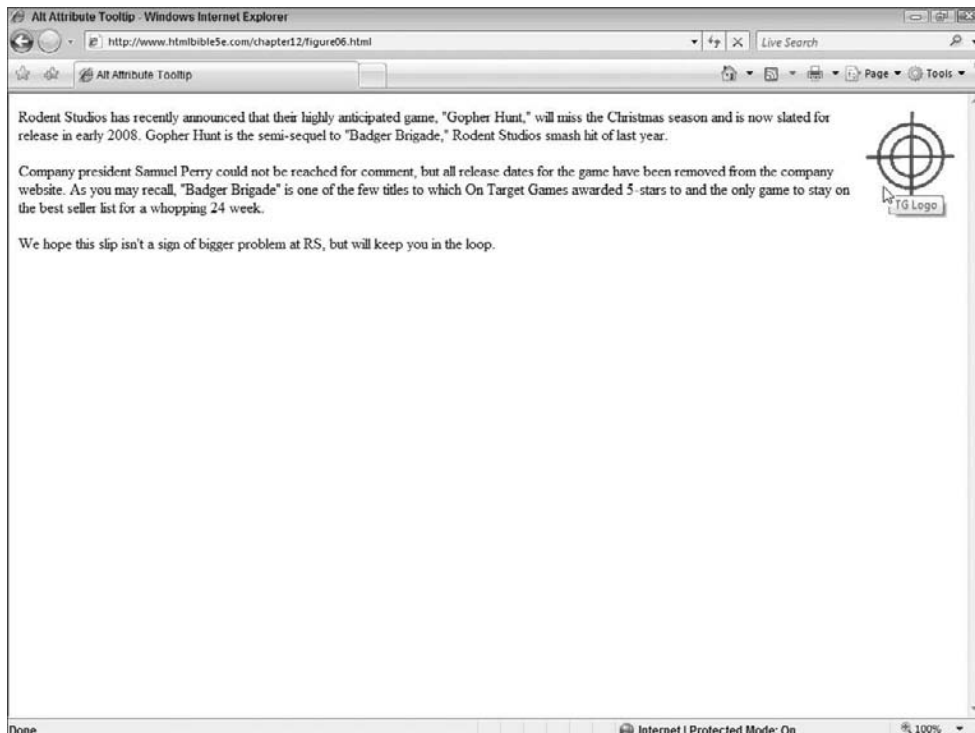 Alt Attribute Tooltip - Windows Internet Explorer
http://www.htmlbible5e.com/chapter12/figure06.html
Live Search
Alt Attribute Tooltip
Page
Tools
Rodent Studios has recently announced that their highly anticipated game, "Gopher Hunt," will miss the Christmas season and is now slated for
release in early 2008. Gopher Hunt is the semi-sequel to "Badger Brigade," Rodent Studios smash hit of last year.
Company president Samuel Perry could not be reached for comment, but all release dates for the game have been removed from the company
website. As you may recall, "Badger Brigade" is one of the few titles to which On Target Games awarded 5-stars to and the only game to stay on
the best seller list for a whopping 24 week.
TG Logo
We hope this slip isn't a sign of bigger problem at RS, but will keep you in the loop.
Done
Internet | Protected Mode: On
100%